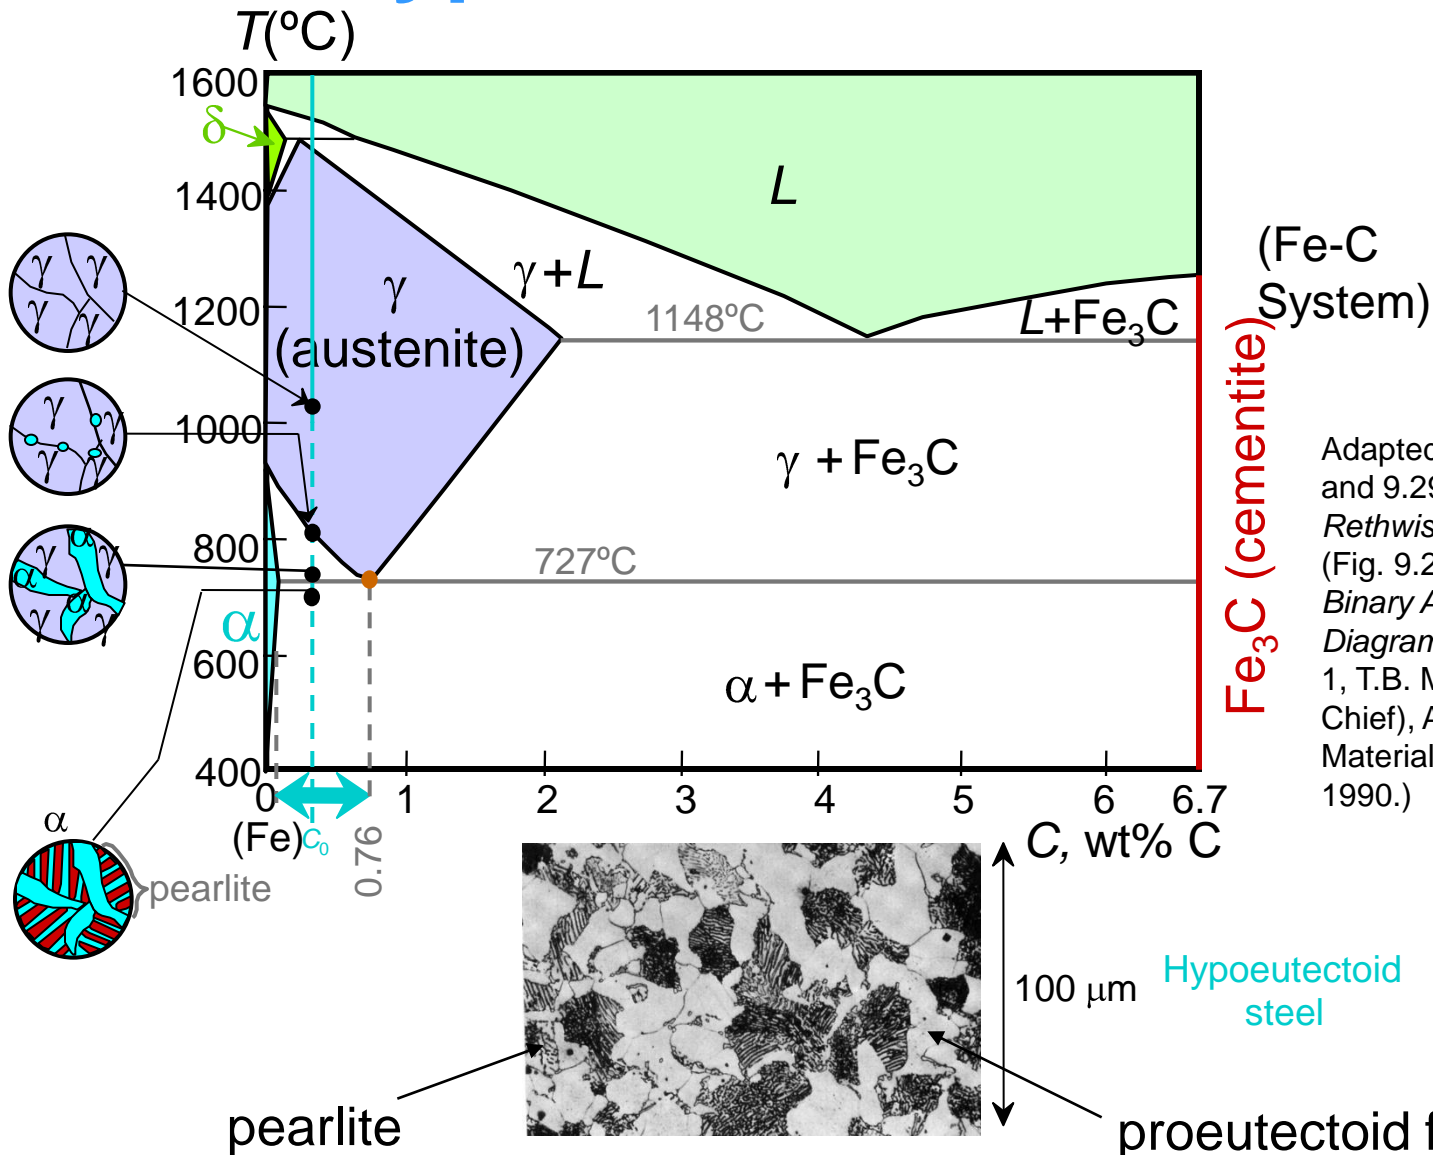 T(ºC)
1600
δ
1400
L
γ
γ
γ
γ
γ+L
γ
(austenite)
1200
1148ºC
L+Fe₃C
(Fe-C
System)
1000
γ
γ
γ
γ
γ + Fe₃C
Fe₃C (cementite)
Adapted
and 9.29
Rethwis
(Fig. 9.2
Binary A
Diagram
1, T.B. M
Chief), A
Material
1990.)
800
727ºC
α
γ
γ
α
α
γ
γ
α
600
α + Fe₃C
400
0
1
2
3
4
5
6
6.7
(Fe)
C₀
0.76
C, wt% C
α
pearlite
100 μm
Hypoeutectoid
steel
pearlite
proeutectoid f